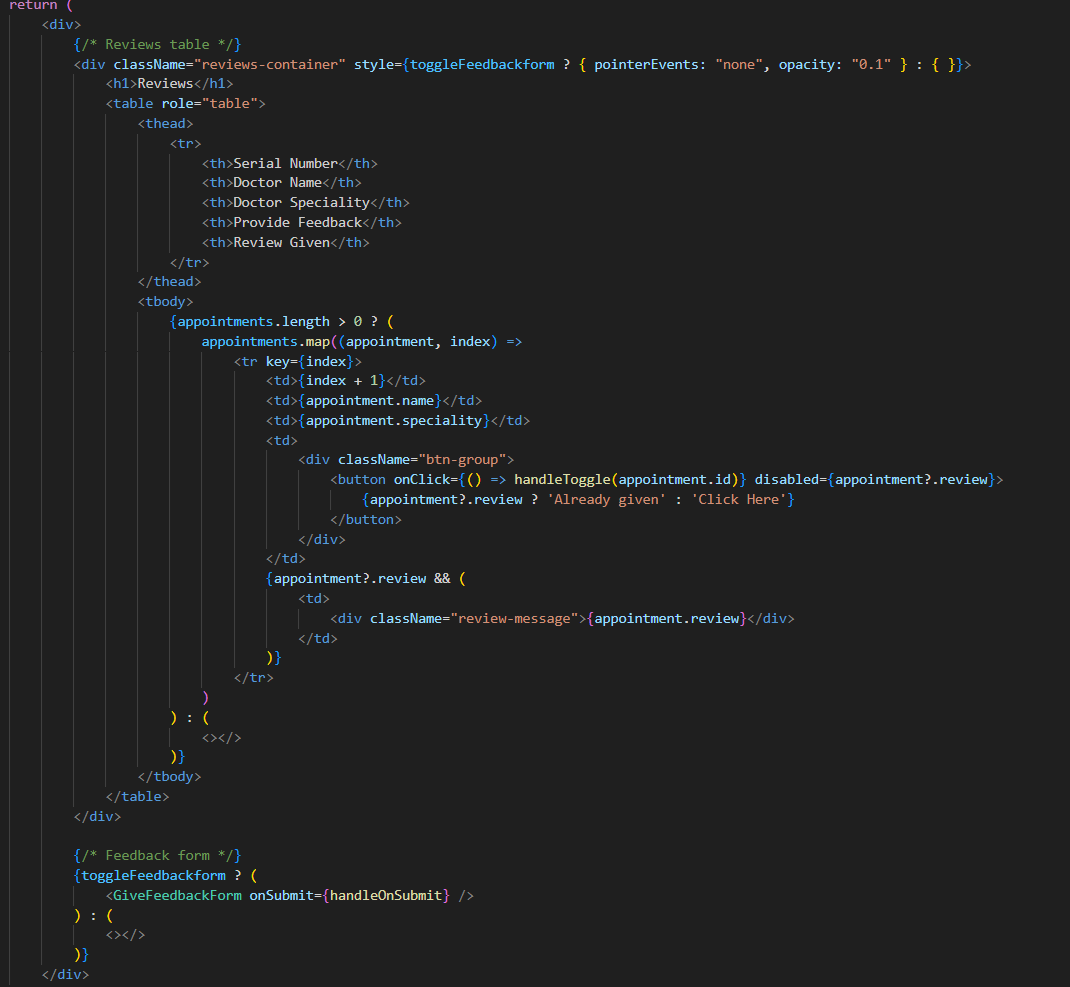 return (
<div>
{/* Reviews table */}
<div className="reviews-container" style={toggleFeedbackform ? { pointerEvents: "none", opacity: "0.1" } : { }}>
<h1>Reviews</h1>
<table role="table">
<thead>
<tr>
<th>Serial Number</th>
<th>Doctor Name</th>
<th>Doctor Speciality</th>
<th>Provide Feedback</th>
<th>Review Given</th>
</tr>
</thead>
<tbody>
{appointments.length > 0 ? (
appointments.map((appointment, index) =>
<tr key={index}>
<td>{index + 1}</td>
<td>{appointment.name}</td>
<td>{appointment.speciality}</td>
<td>
<div className="btn-group">
<button onClick={() => handleToggle(appointment.id)} disabled={appointment?.review}>
{appointment?.review ? 'Already given' : 'Click Here'}
</button>
</div>
</td>
{appointment?.review && (
<td>
<div className="review-message">{appointment.review}</div>
</td>
)}
</tr>
)
) : (
<></>
)}
</tbody>
</table>
</div>
{/* Feedback form */}
{toggleFeedbackform ? (
<GiveFeedbackForm onSubmit={handleOnSubmit} />
) : (
<></>
)}
</div>